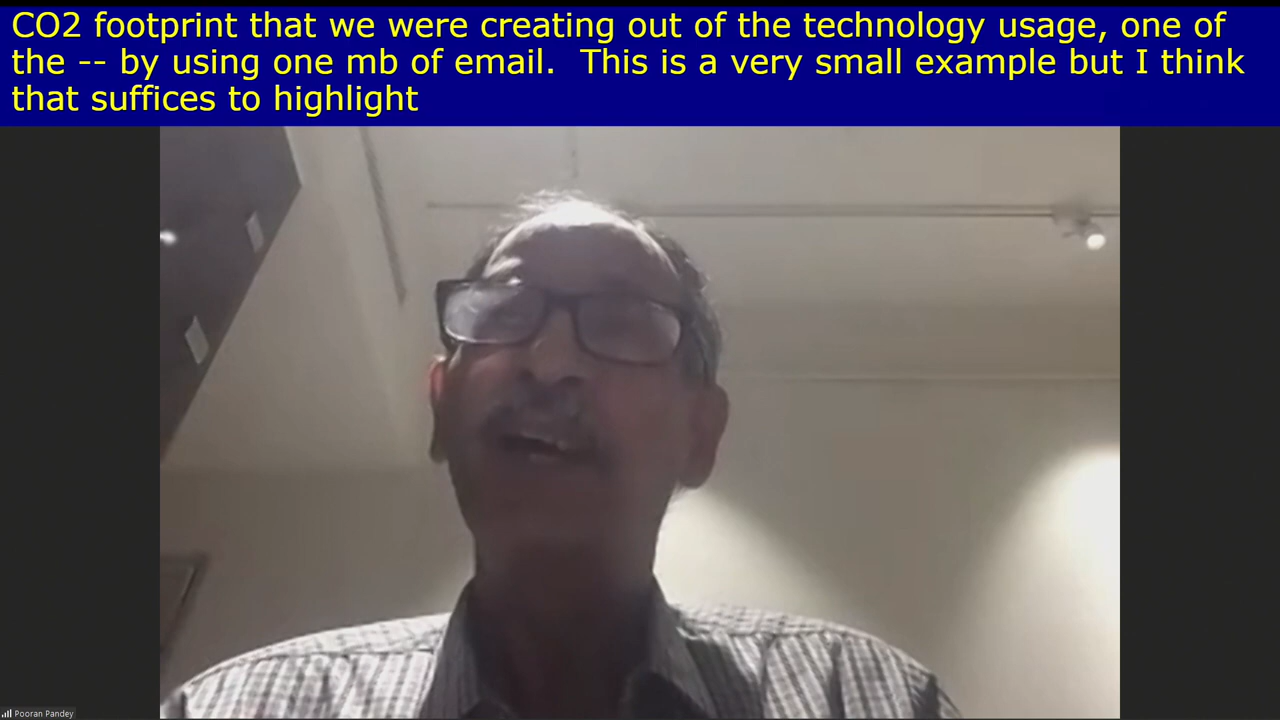 CO2 footprint that we were creating out of the technology usage, one of
the -- by using one mb of email.  This is a very small example but I think
that suffices to highlight
Pooran Pandey